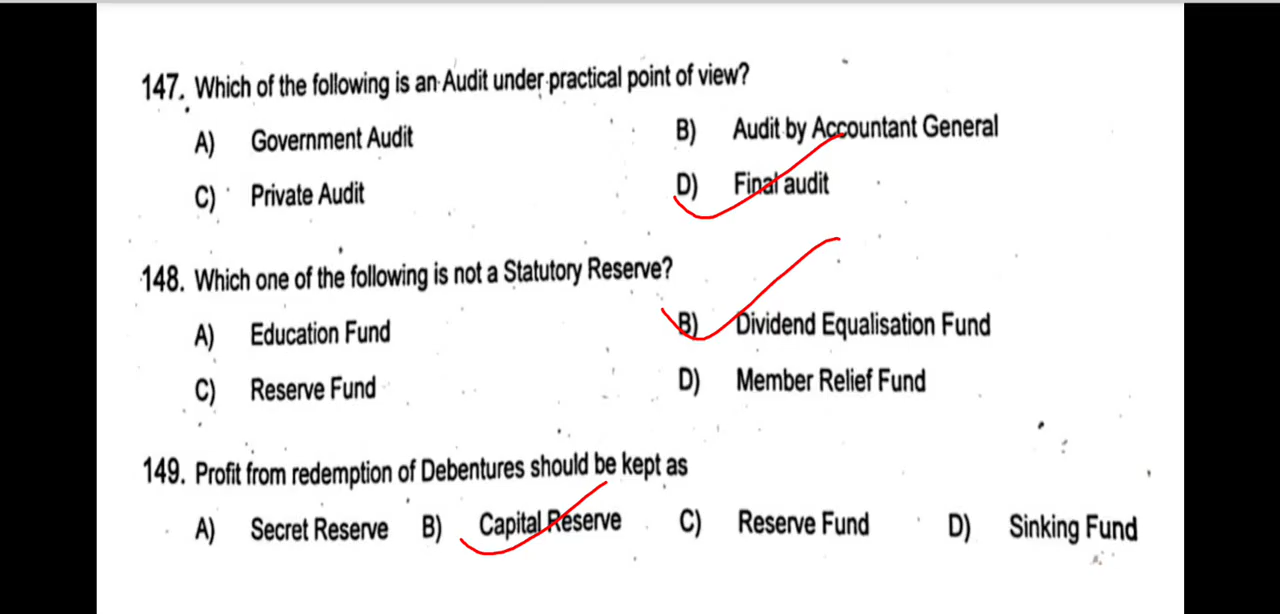 147. Which of the following is an Audit under practical point of view?
A) Government Audit B) Audit by Accountant General
C) Private Audit D) Final audit
148. Which one of the following is not a Statutory Reserve?
A) Education Fund B) Dividend Equalisation Fund
C) Reserve Fund D) Member Relief Fund
149. Profit from redemption of Debentures should be kept as
A) Secret Reserve B) Capital Reserve C) Reserve Fund D) Sinking Fund